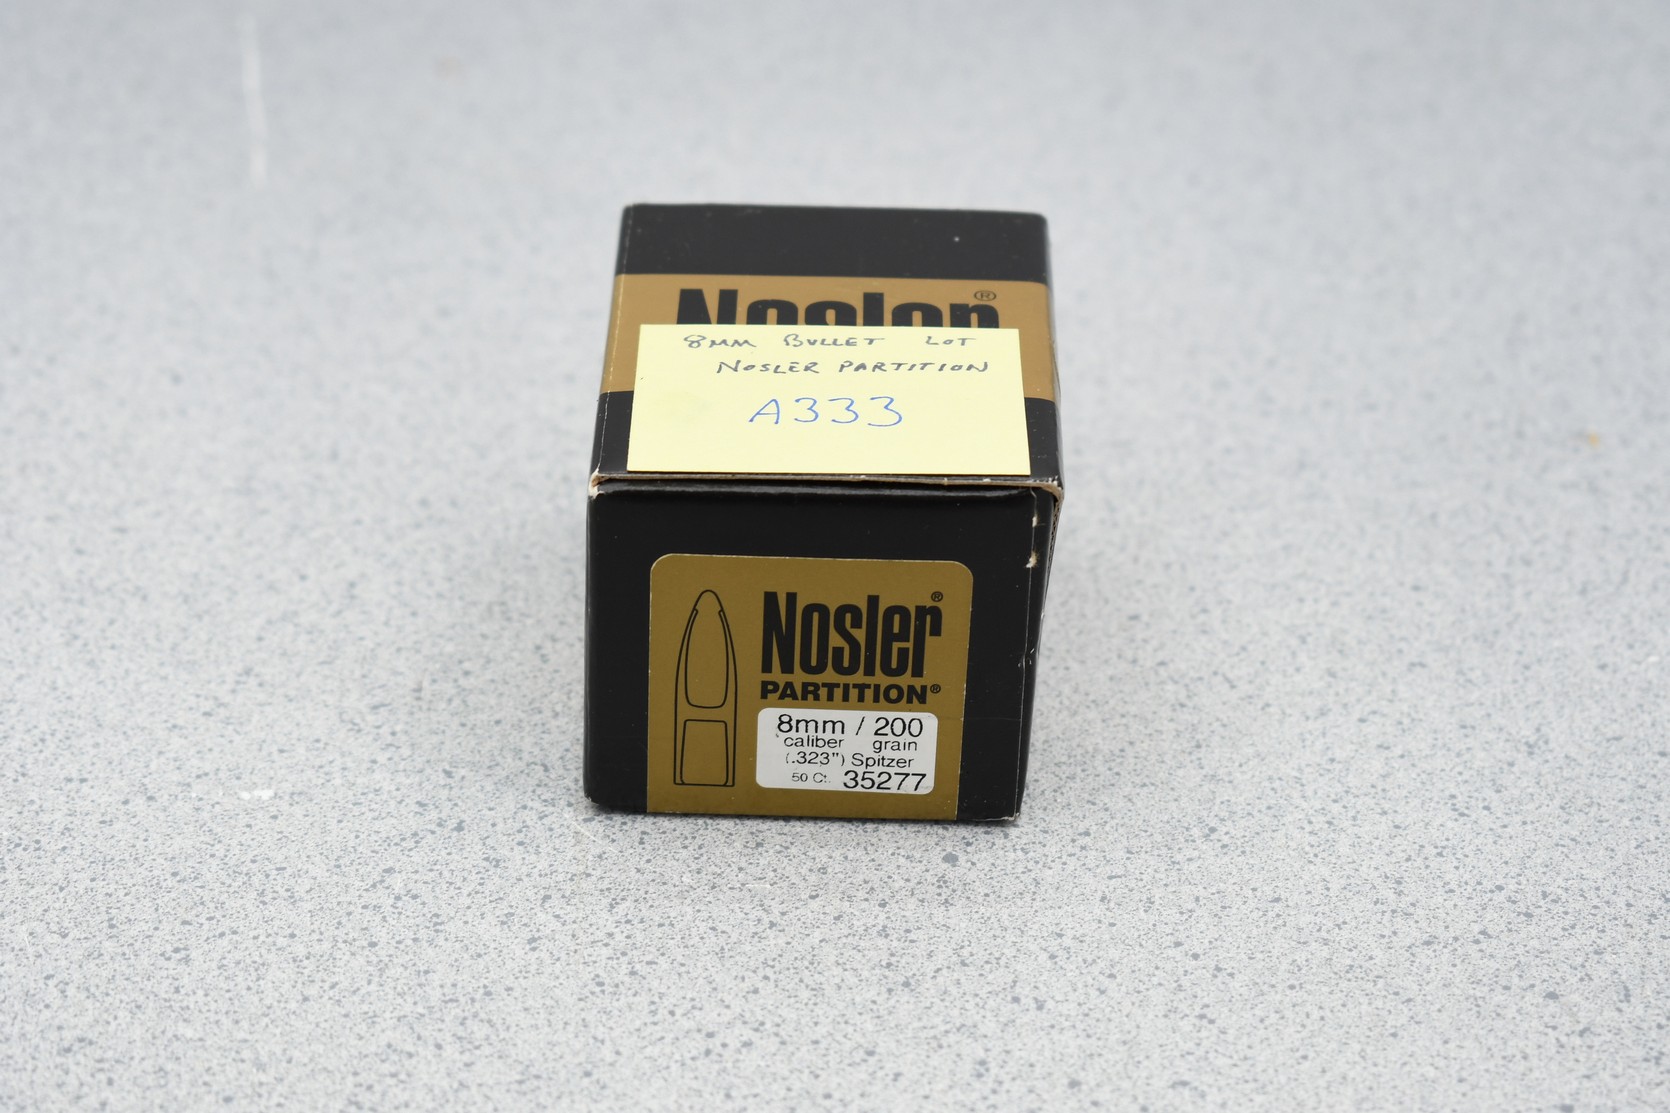 Nosler®
8MM BULLET LOT
NOSLER PARTITION
A333
Nosler®
PARTITION®
8mm / 200
caliber grain
(.323") Spitzer
50 Ct. 35277